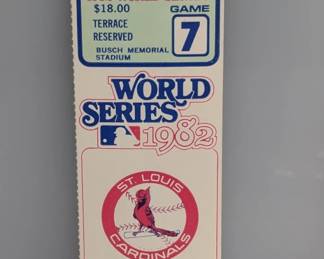 $18.00 GAME
TERRACE 7
RESERVED
BUSCH MEMORIAL
STADIUM
WORLD
SERIES
1982
ST. LOUIS
CARDINALS